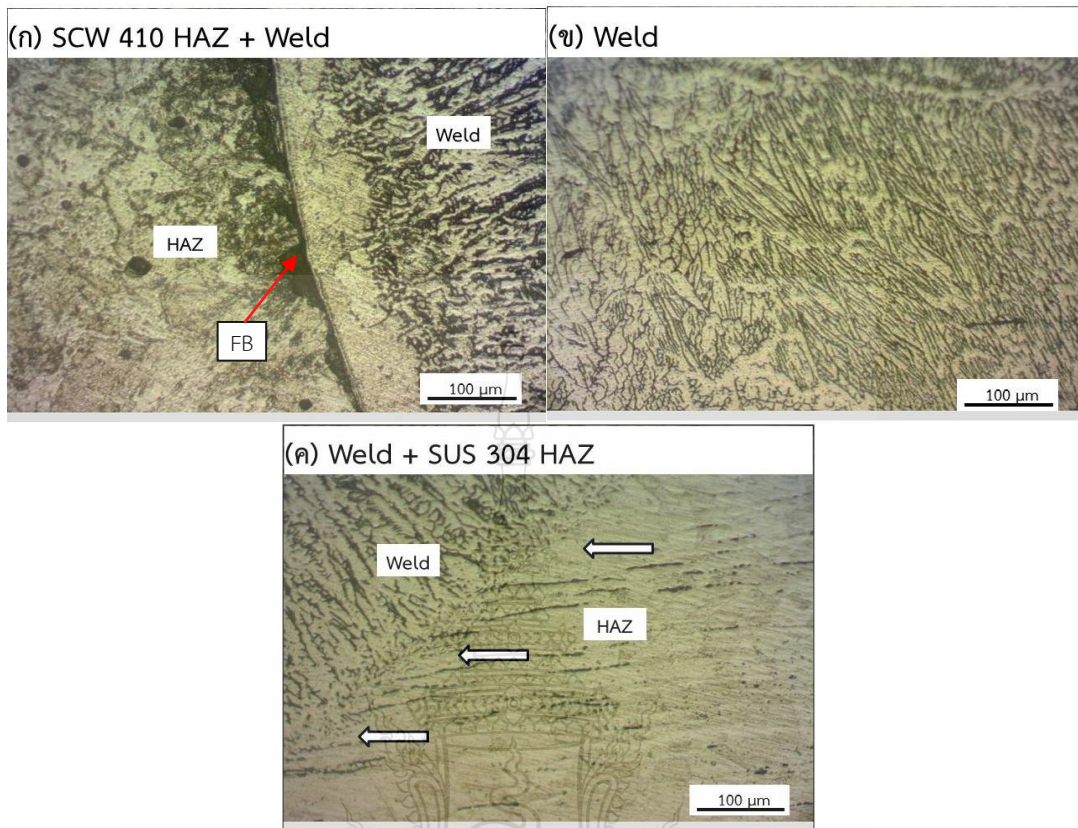 (ก) SCW 410 HAZ + Weld
Weld
HAZ
FB
100 µm
(ข) Weld
100 µm
(ค) Weld + SUS 304 HAZ
Weld
HAZ
100 µm